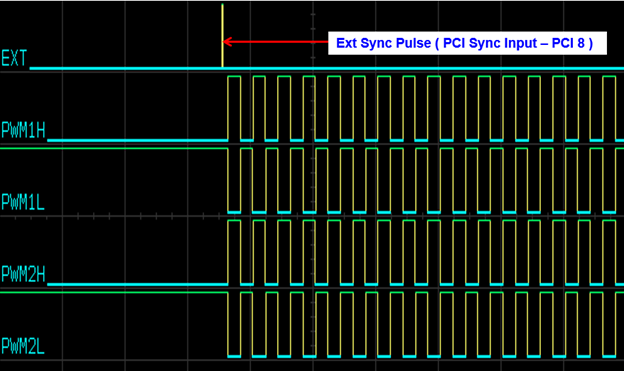 Ext Sync Pulse ( PCI Sync Input – PCI 8 )
EXT
PWM1H
PWM1L
PWM2H
PWM2L